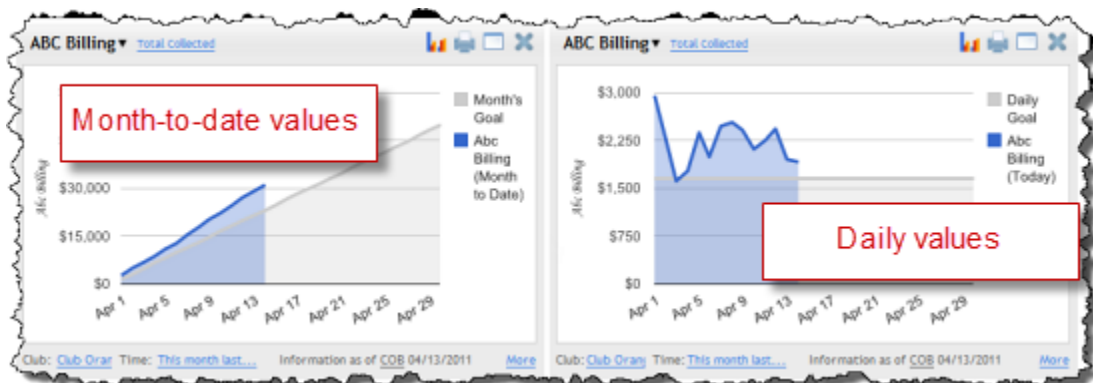 ABC Billing▾ Total Collected
Month-to-date values
$30,000
$15,000
$0
Abc Billing
Apr 1 Apr 5 Apr 9 Apr 13 Apr 17 Apr 21 Apr 25 Apr 29
Month's
Goal
Abc
Billing
(Month
to Date)
Club: Club Oran Time: This month last... Information as of COB 04/13/2011 More
ABC Billing▾ Total Collected
$3,000
$2,250
$1,500
$750
$0
Abc Billing
Apr 1 Apr 5 Apr 9 Apr 13 Apr 17 Apr 21 Apr 25 Apr 29
Daily
Goal
Abc
Billing
(Today)
Daily values
Club: Club Oran Time: This month last... Information as of COB 04/13/2011 More